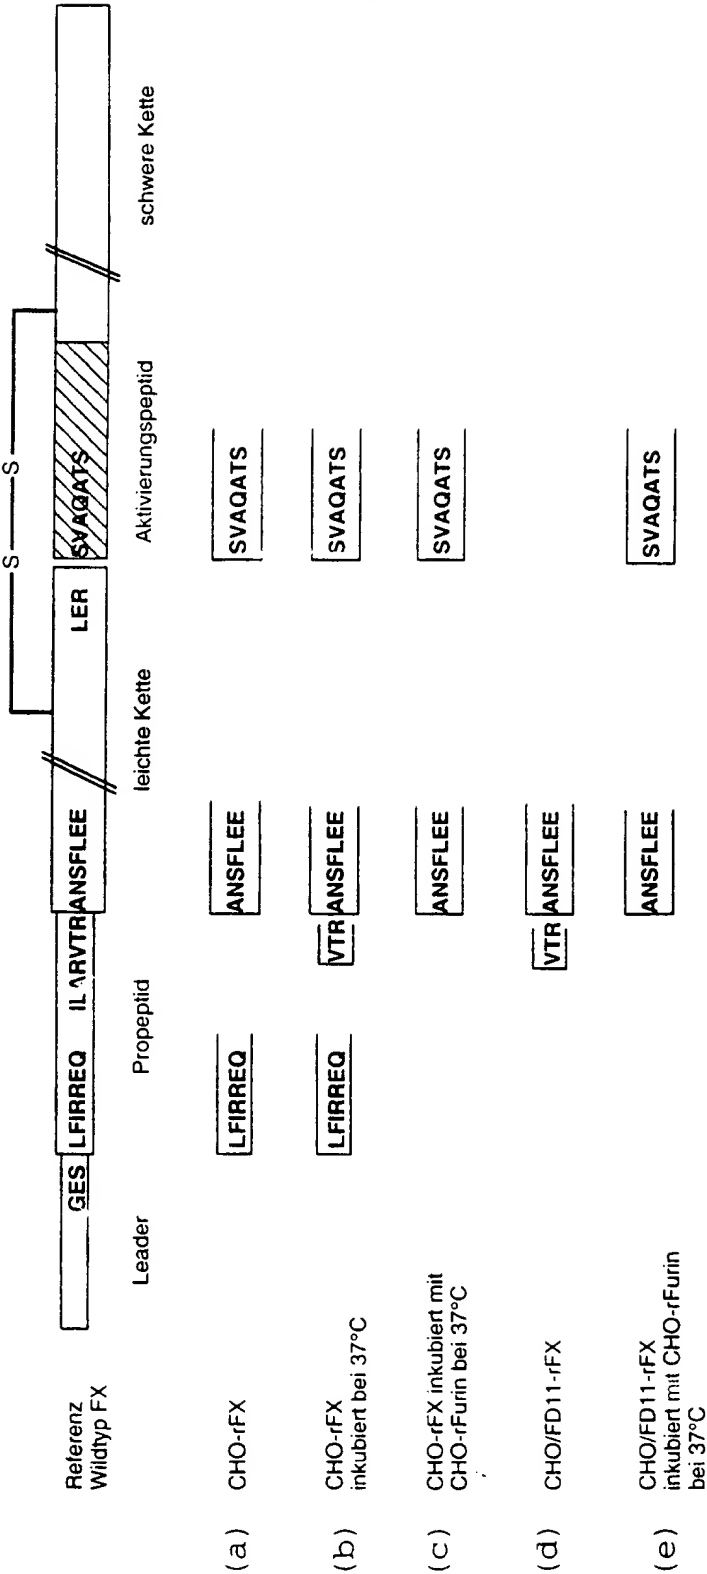 S S
Referenz
Wildtyp FX
GES LFIRREQ ARVTR ANSFLEE LER SVAQATS
Leader Propeptid leichte Kette Aktivierungspeptid schwere Kette
(a) CHO-rFX LFIRREQ ANSFLEE SVAQATS
(b) CHO-rFX
inkubiert bei 37°C
LFIRREQ VTR ANSFLEE SVAQATS
(c) CHO-rFX inkubiert mit
CHO-rFurin bei 37°C
ANSFLEE SVAQATS
(d) CHO/FD11-rFX VTR ANSFLEE
(e) CHO/FD11-rFX
inkubiert mit CHO-rFurin
bei 37°C
ANSFLEE SVAQATS